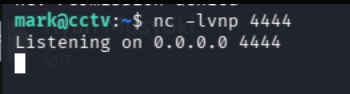 mark@cctv:~$ nc -lvnp 4444
Listening on 0.0.0.0 4444